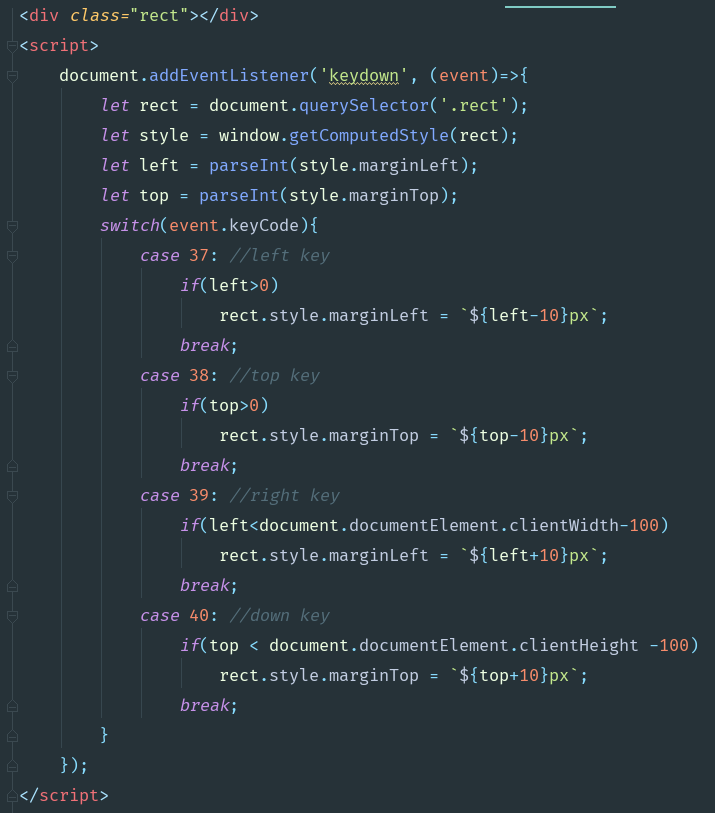 <div class="rect"></div>
<script>
    document.addEventListener('keydown', (event)=>{
        let rect = document.querySelector('.rect');
        let style = window.getComputedStyle(rect);
        let left = parseInt(style.marginLeft);
        let top = parseInt(style.marginTop);
        switch(event.keyCode){
            case 37: //left key
                if(left>0)
                    rect.style.marginLeft = `${left-10}px`;
                break;
            case 38: //top key
                if(top>0)
                    rect.style.marginTop = `${top-10}px`;
                break;
            case 39: //right key
                if(left<document.documentElement.clientWidth-100)
                    rect.style.marginLeft = `${left+10}px`;
                break;
            case 40: //down key
                if(top < document.documentElement.clientHeight -100)
                    rect.style.marginTop = `${top+10}px`;
                break;
        }
    });
</script>